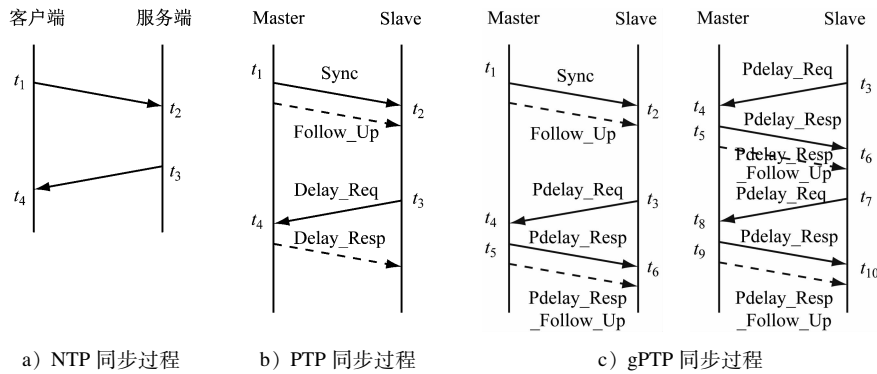 客户端 服务端
t1
t2
t3
t4
a）NTP 同步过程
Master Slave
t1
Sync
t2
Follow_Up
Delay_Req
t3
t4
Delay_Resp
b）PTP 同步过程
Master Slave
t1
Sync
t2
Follow_Up
Pdelay_Req
t3
t4
Pdelay_Resp
t5
t6
Pdelay_Resp
_Follow_Up
Master Slave
Pdelay_Req
t3
t4
Pdelay_Resp
t5
t6
Pdelay_Resp
_Follow_Up
Pdelay_Req
t7
t8
Pdelay_Resp
t9
t10
Pdelay_Resp
_Follow_Up
c）gPTP 同步过程